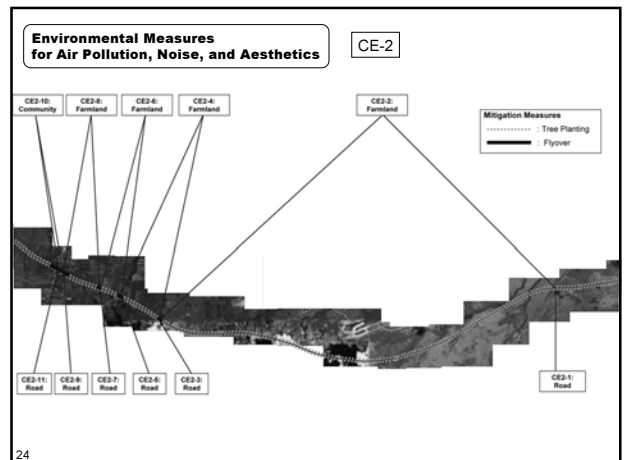 Environmental Measures
for Air Pollution, Noise, and Aesthetics
CE-2
CE2-10:
Community
CE2-8:
Farmland
CE2-6:
Farmland
CE2-4:
Farmland
CE2-2:
Farmland
Mitigation Measures
: Tree Planting
: Flyover
CE2-11:
Road
CE2-9:
Road
CE2-7:
Road
CE2-5:
Road
CE2-3:
Road
CE2-1:
Road
24